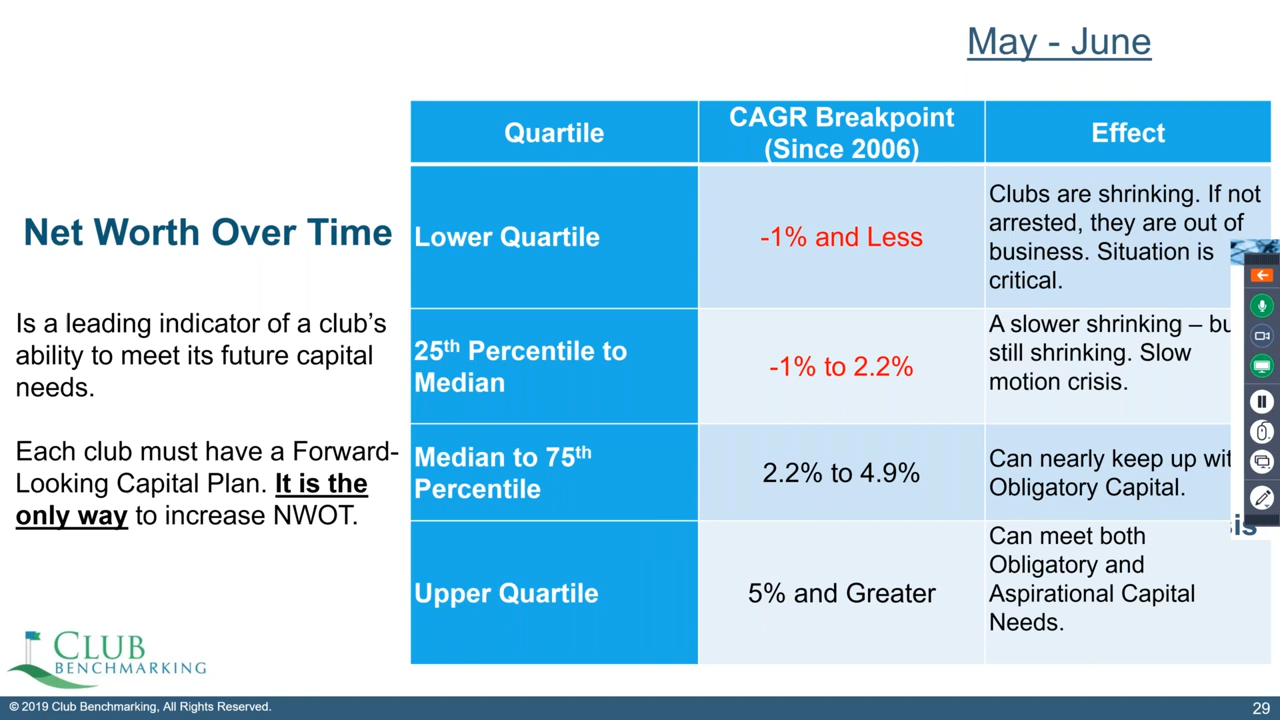 May - June
Net Worth Over Time
Is a leading indicator of a club's
ability to meet its future capital
needs.
Each club must have a Forward-
Looking Capital Plan. It is the
only way to increase NWOT.
Quartile
CAGR Breakpoint
(Since 2006)
Effect
Lower Quartile
-1% and Less
Clubs are shrinking. If not
arrested, they are out of
business. Situation is
critical.
25th Percentile to
Median
-1% to 2.2%
A slower shrinking – bu
still shrinking. Slow
motion crisis.
Median to 75th
Percentile
2.2% to 4.9%
Can nearly keep up wit
Obligatory Capital.
Upper Quartile
5% and Greater
Can meet both
Obligatory and
Aspirational Capital
Needs.
CLUB
BENCHMARKING
© 2019 Club Benchmarking, All Rights Reserved.
29